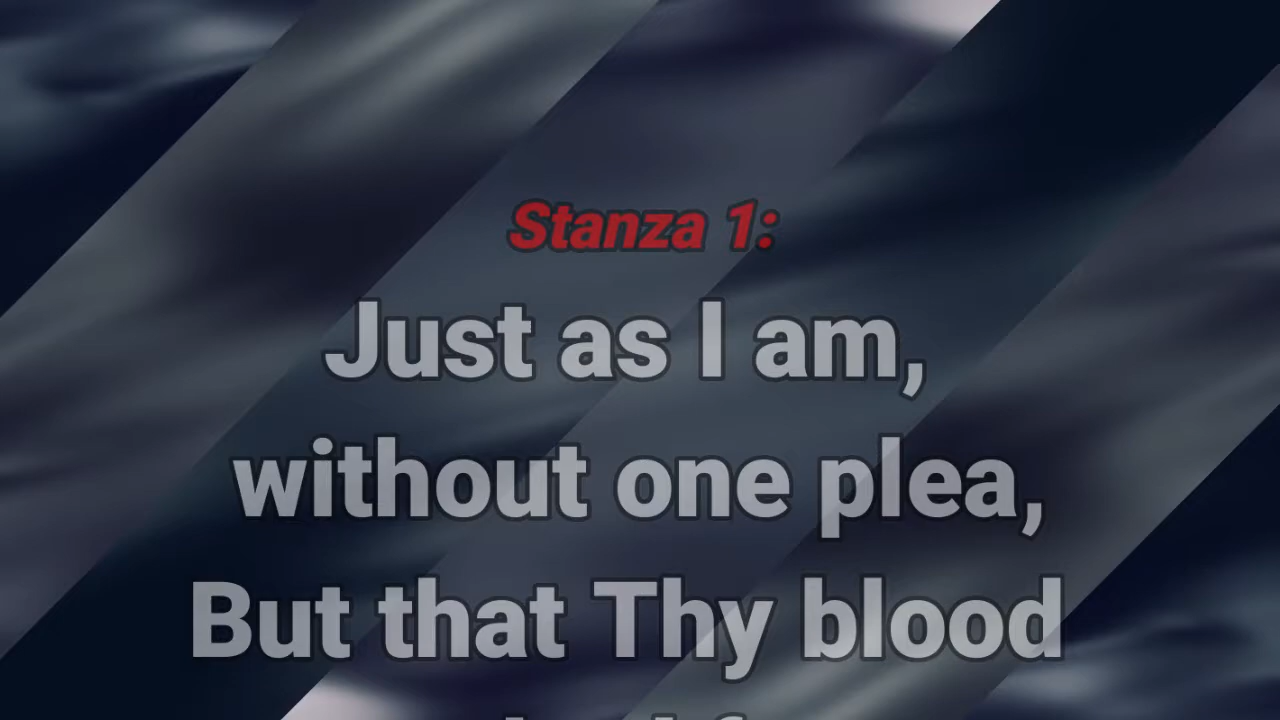 Stanza 1:
Just as I am,
without one plea,
But that Thy blood